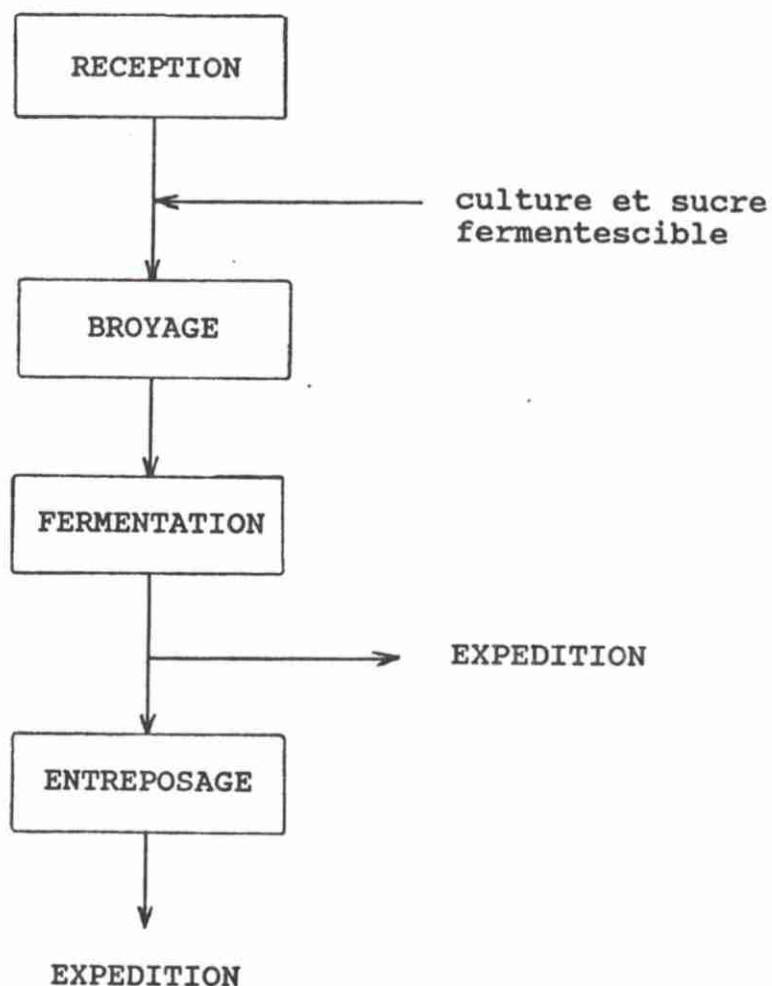 RECEPTION
culture et sucre
fermentescible
BROYAGE
FERMENTATION
EXPEDITION
ENTREPOSAGE
EXPEDITION